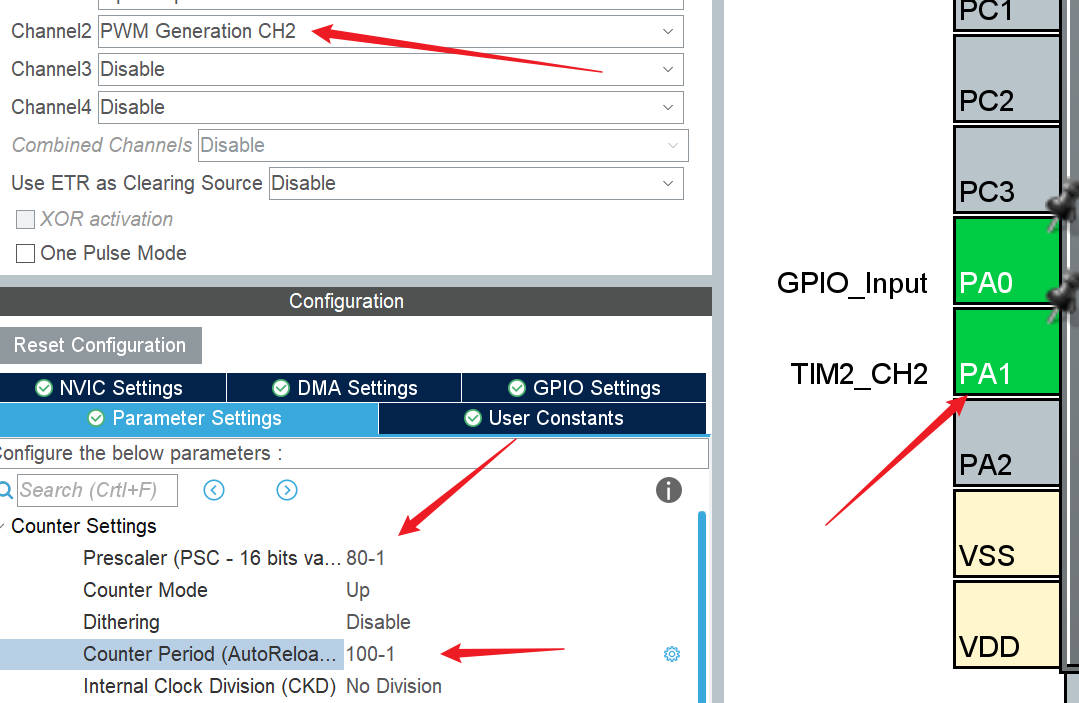 Channel2 PWM Generation CH2
Channel3 Disable
Channel4 Disable
Combined Channels Disable
Use ETR as Clearing Source Disable
XOR activation
One Pulse Mode
Configuration
Reset Configuration
NVIC Settings DMA Settings GPIO Settings
Parameter Settings User Constants
Configure the below parameters :
Search (Crtl+F)
Counter Settings
Prescaler (PSC - 16 bits va... 80-1
Counter Mode Up
Dithering Disable
Counter Period (AutoReloa... 100-1
Internal Clock Division (CKD) No Division
PC1
PC2
PC3
GPIO_Input PA0
TIM2_CH2 PA1
PA2
VSS
VDD